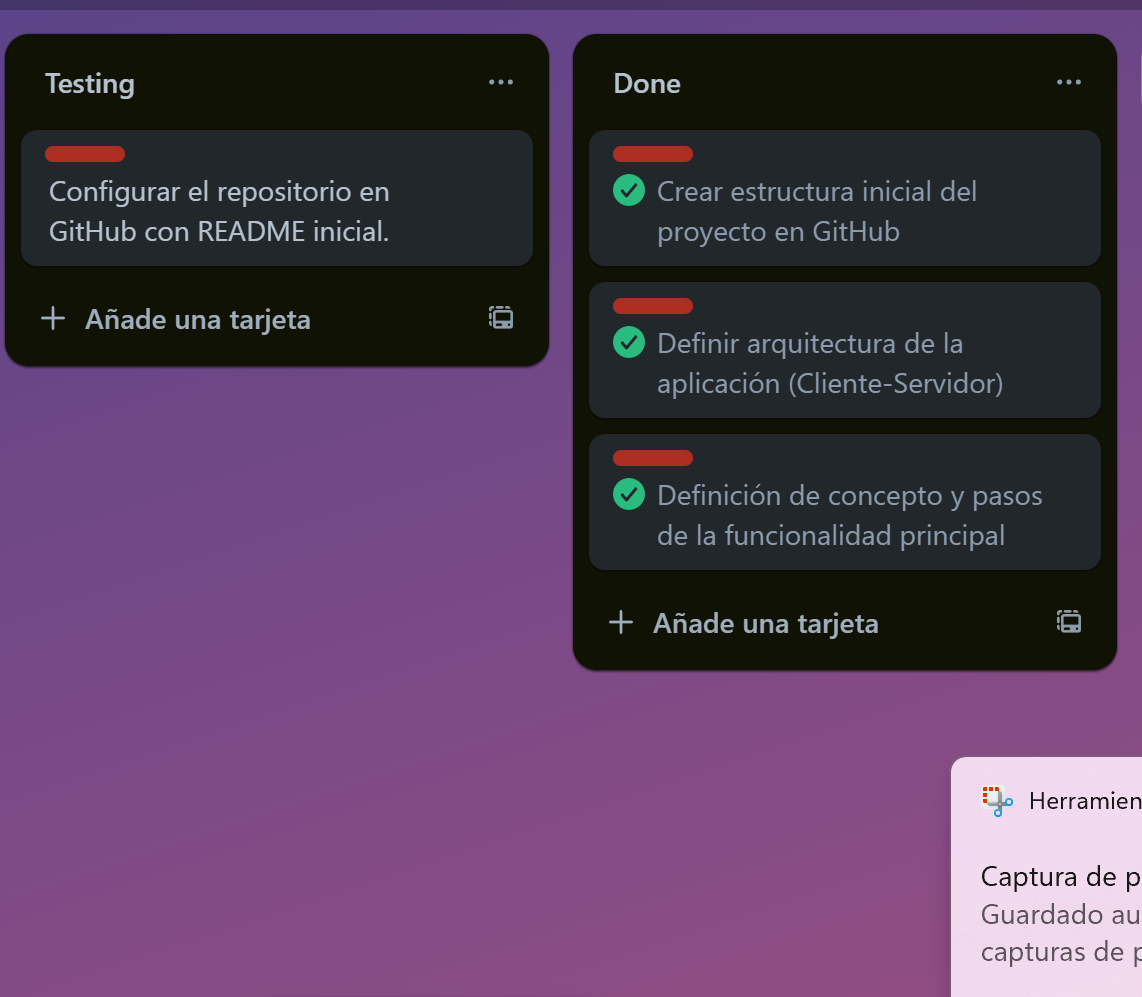 Testing
Configurar el repositorio en
GitHub con README inicial.
Añade una tarjeta
Done
Crear estructura inicial del
proyecto en GitHub
Definir arquitectura de la
aplicación (Cliente-Servidor)
Definición de concepto y pasos
de la funcionalidad principal
Añade una tarjeta
Herramien
Captura de p
Guardado au
capturas de p